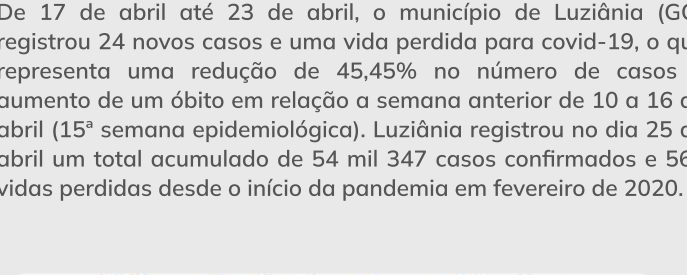 De 17 de abril até 23 de abril, o município de Luziânia
registrou 24 novos casos e uma vida perdida para covid-19, o
representa uma redução de 45,45% no número de casos
aumento de um óbito em relação a semana anterior de 10 a 16
abril (15ª semana epidemiológica). Luziânia registrou no dia 25
abril um total acumulado de 54 mil 347 casos confirmados e
vidas perdidas desde o início da pandemia em fevereiro de 2020.